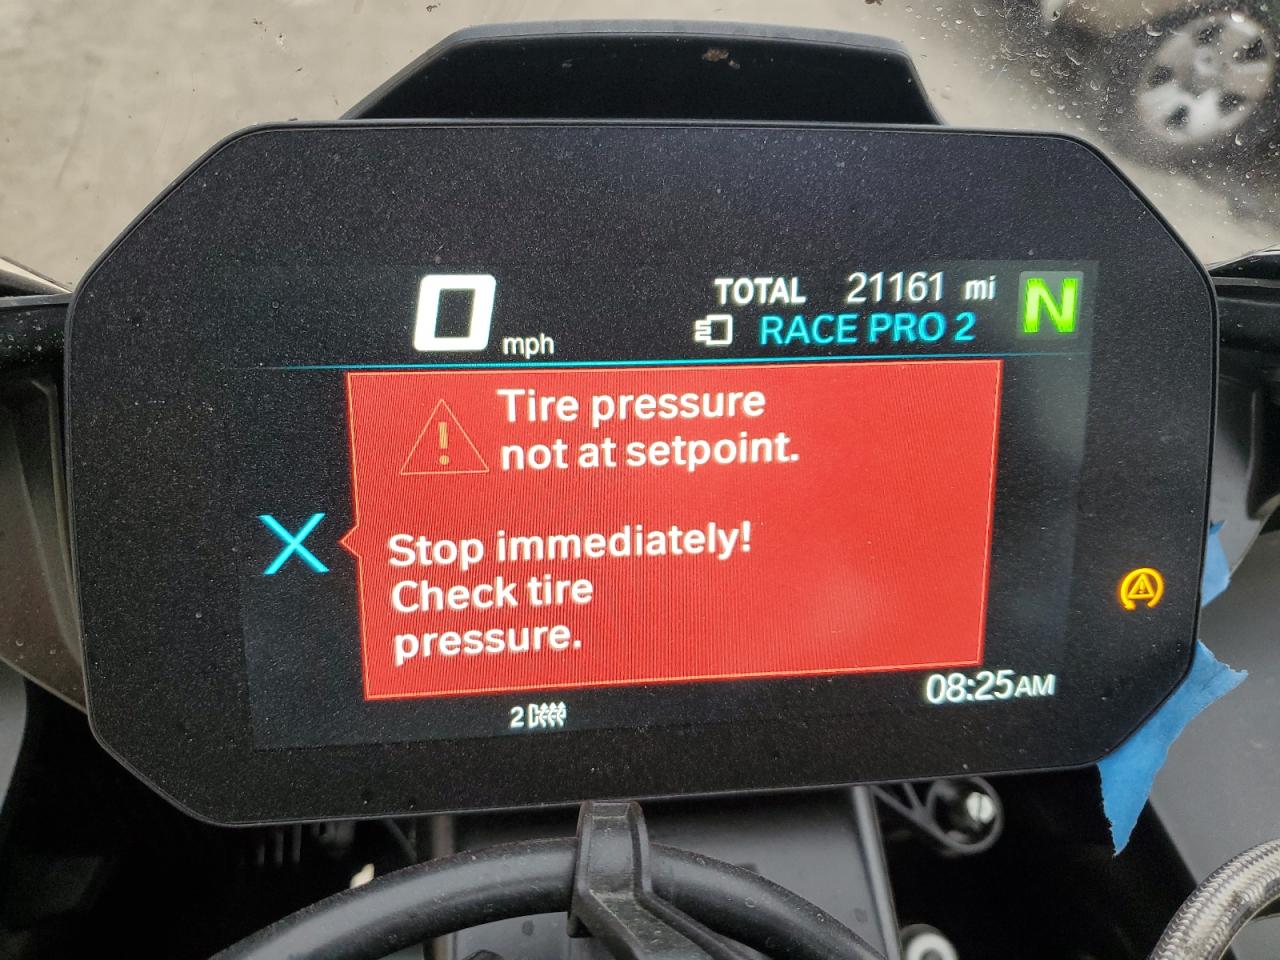 0 mph
TOTAL 21161 mi N
RACE PRO 2
Tire pressure
not at setpoint.
X
Stop immediately!
Check tire
pressure.
08:25AM
2